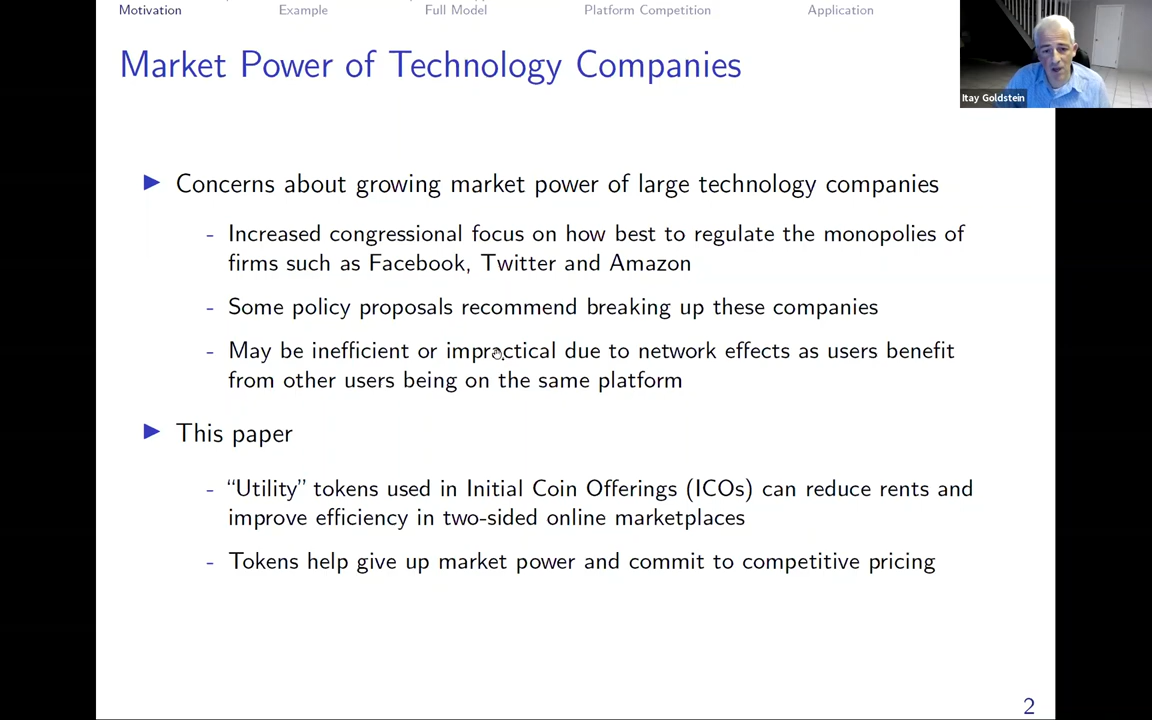 Motivation Example Full Model Platform Competition Application
Market Power of Technology Companies
Itay Goldstein
Concerns about growing market power of large technology companies
- Increased congressional focus on how best to regulate the monopolies of
firms such as Facebook, Twitter and Amazon
- Some policy proposals recommend breaking up these companies
- May be inefficient or impractical due to network effects as users benefit
from other users being on the same platform
This paper
- “Utility” tokens used in Initial Coin Offerings (ICOs) can reduce rents and
improve efficiency in two-sided online marketplaces
- Tokens help give up market power and commit to competitive pricing
2